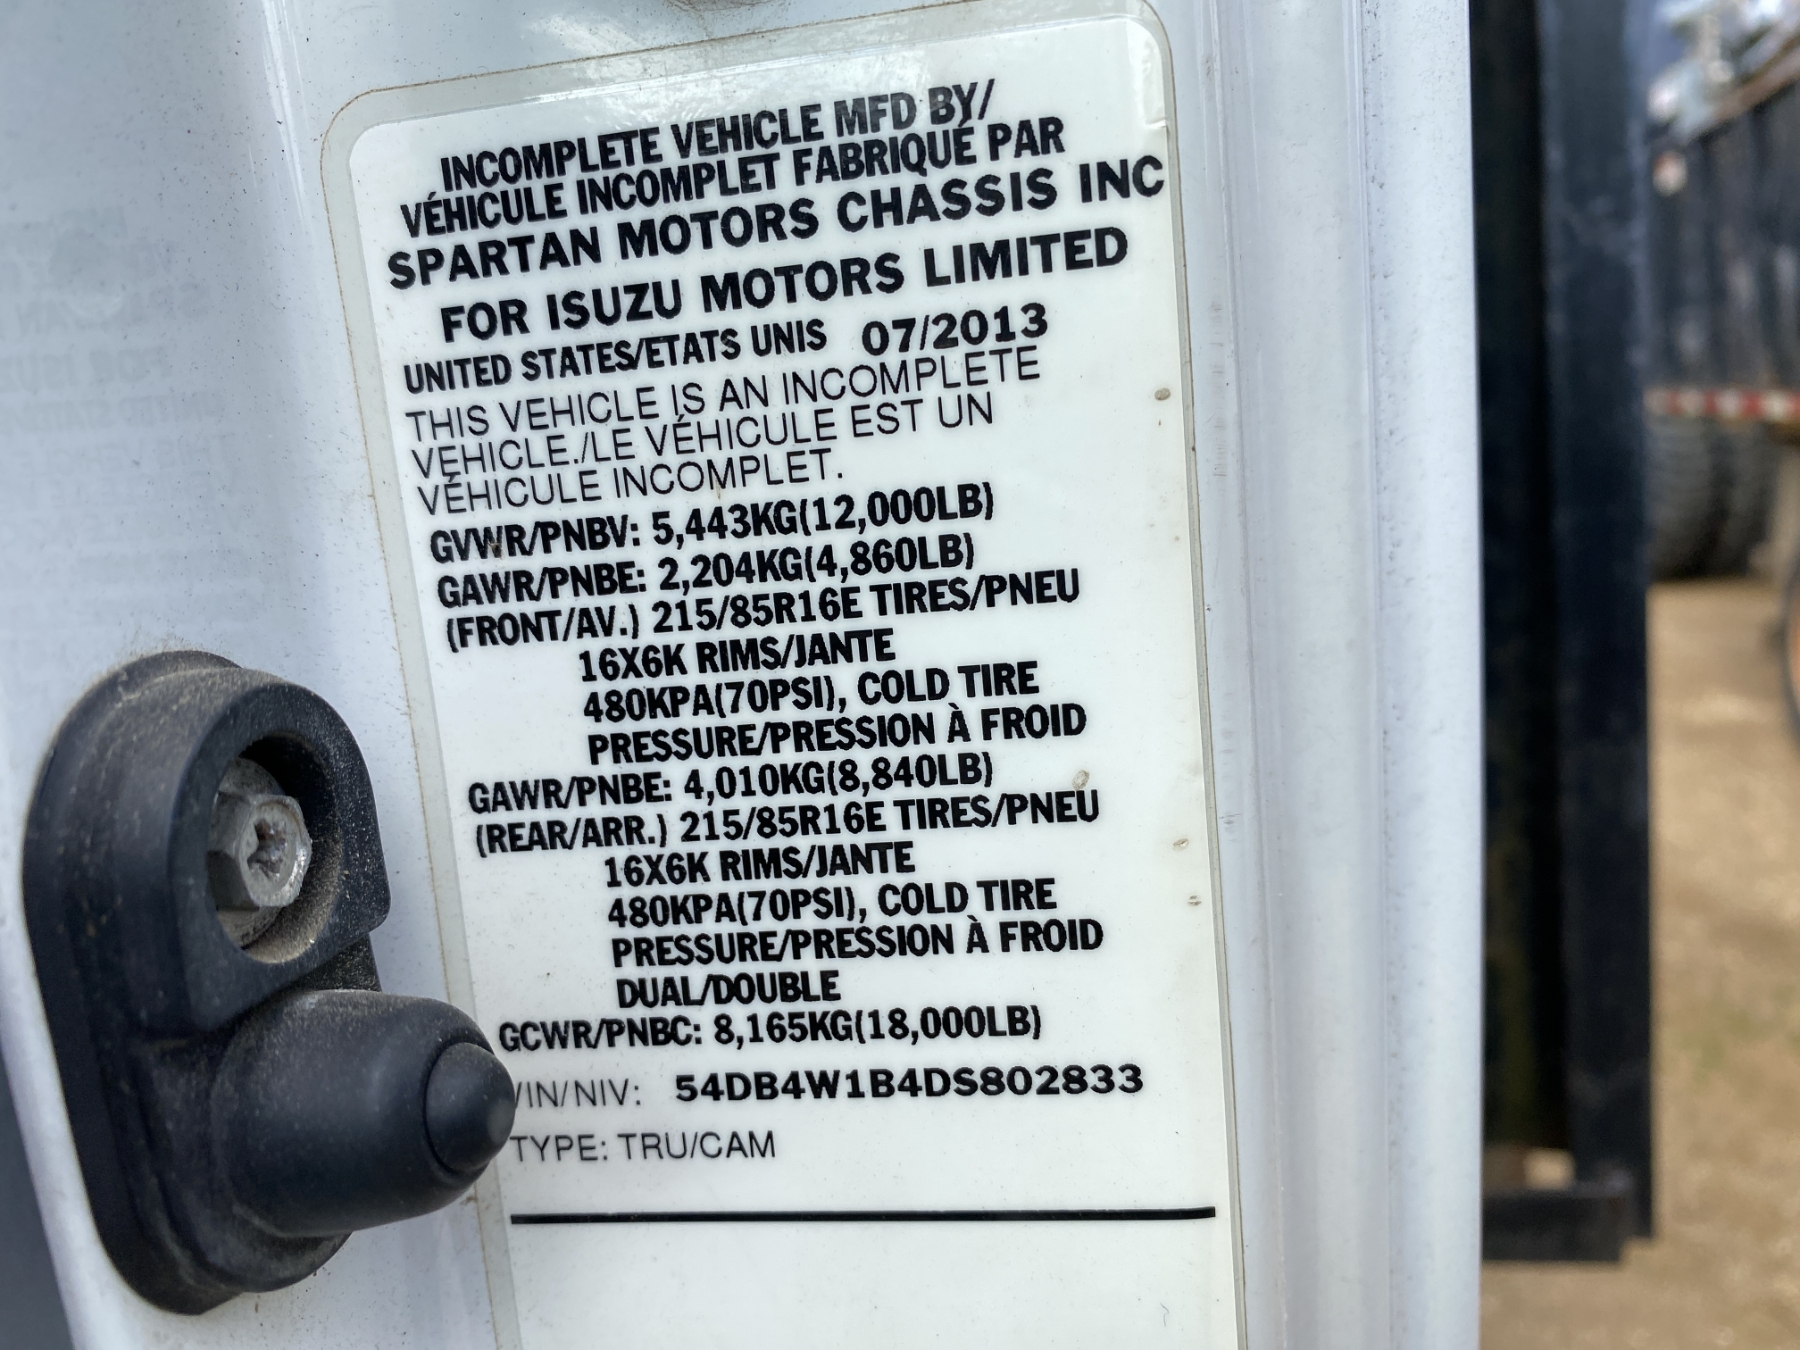 INCOMPLETE VEHICLE MFD BY/
VÉHICULE INCOMPLET FABRIQUÉ PAR
SPARTAN MOTORS CHASSIS INC
FOR ISUZU MOTORS LIMITED
UNITED STATES/ETATS UNIS 07/2013
THIS VEHICLE IS AN INCOMPLETE
VEHICLE./LE VÉHICULE EST UN
VÉHICULE INCOMPLET.
GVWR/PNBV: 5,443KG(12,000LB)
GAWR/PNBE: 2,204KG(4,860LB)
(FRONT/AV.) 215/85R16E TIRES/PNEU
16X6K RIMS/JANTE
480KPA(70PSI), COLD TIRE
PRESSURE/PRESSION À FROID
GAWR/PNBE: 4,010KG(8,840LB)
(REAR/ARR.) 215/85R16E TIRES/PNEU
16X6K RIMS/JANTE
480KPA(70PSI), COLD TIRE
PRESSURE/PRESSION À FROID
DUAL/DOUBLE
GCWR/PNBC: 8,165KG(18,000LB)
VIN/NIV: 54DB4W1B4DS802833
TYPE: TRU/CAM